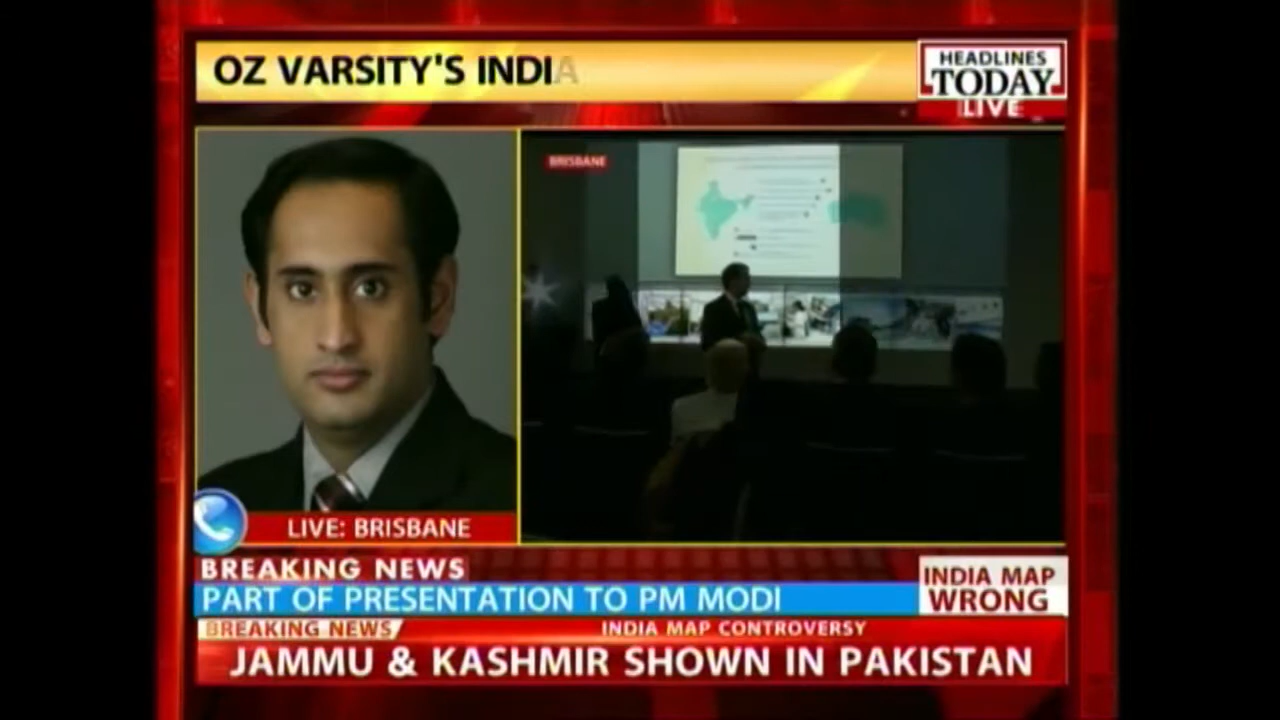 OZ VARSITY'S INDIA
HEADLINES
TODAY
LIVE
BRISBANE
LIVE: BRISBANE
BREAKING NEWS
PART OF PRESENTATION TO PM MODI
INDIA MAP
WRONG
BREAKING NEWS
INDIA MAP CONTROVERSY
JAMMU & KASHMIR SHOWN IN PAKISTAN